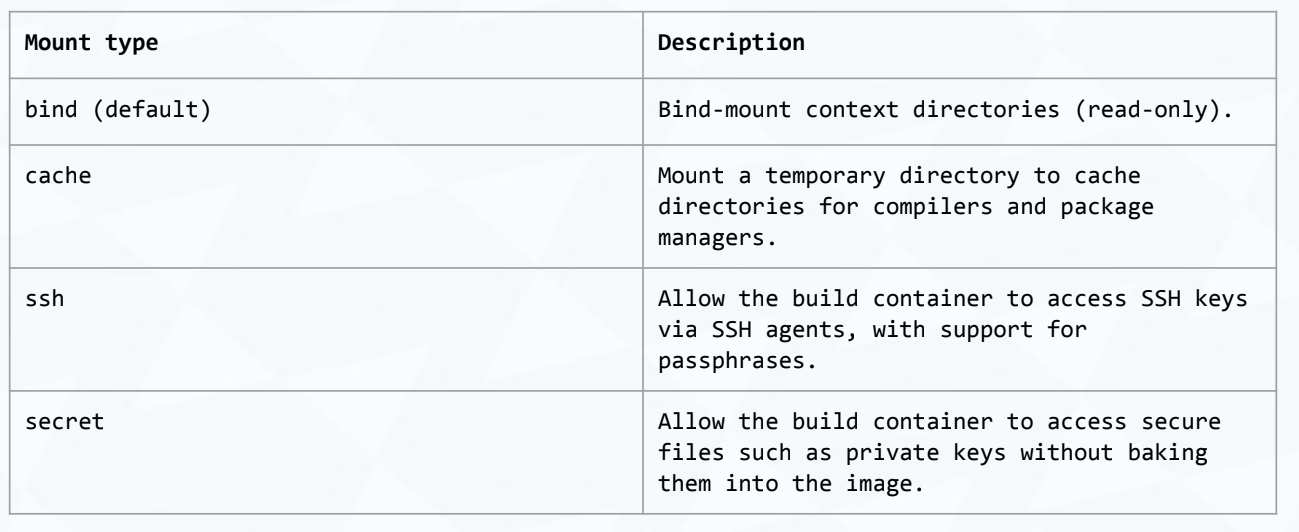 Mount type
Description
bind (default)
Bind-mount context directories (read-only).
cache
Mount a temporary directory to cache
directories for compilers and package
managers.
ssh
Allow the build container to access SSH keys
via SSH agents, with support for
passphrases.
secret
Allow the build container to access secure
files such as private keys without baking
them into the image.